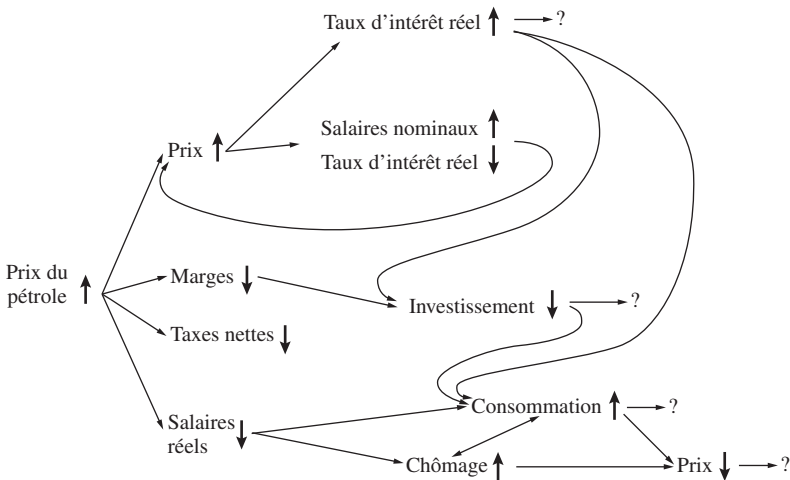 Taux d'intérêt réel ?
Salaires nominaux
Prix
Taux d'intérêt réel
Prix du
pétrole
Marges
Investissement ?
Taxes nettes
Consommation ?
Salaires
réels
Chômage
Prix ?